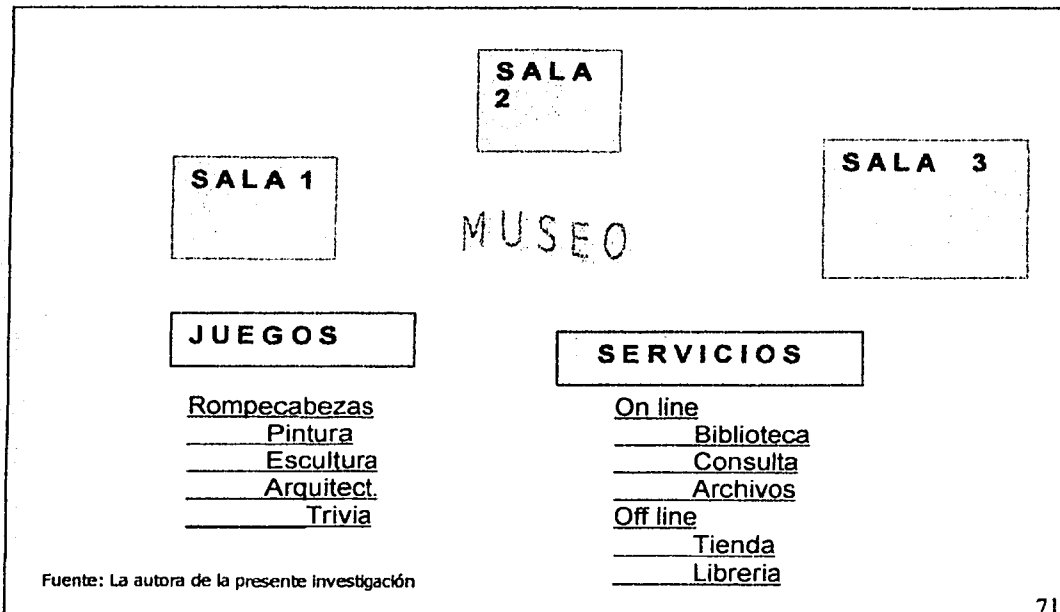 SALA
2
SALA 1
SALA 3
MUSEO
JUEGOS
Rompecabezas
Pintura
Escultura
Arquitect.
Trivia
SERVICIOS
On line
Biblioteca
Consulta
Archivos
Off line
Tienda
Libreria
Fuente: La autora de la presente investigación
71